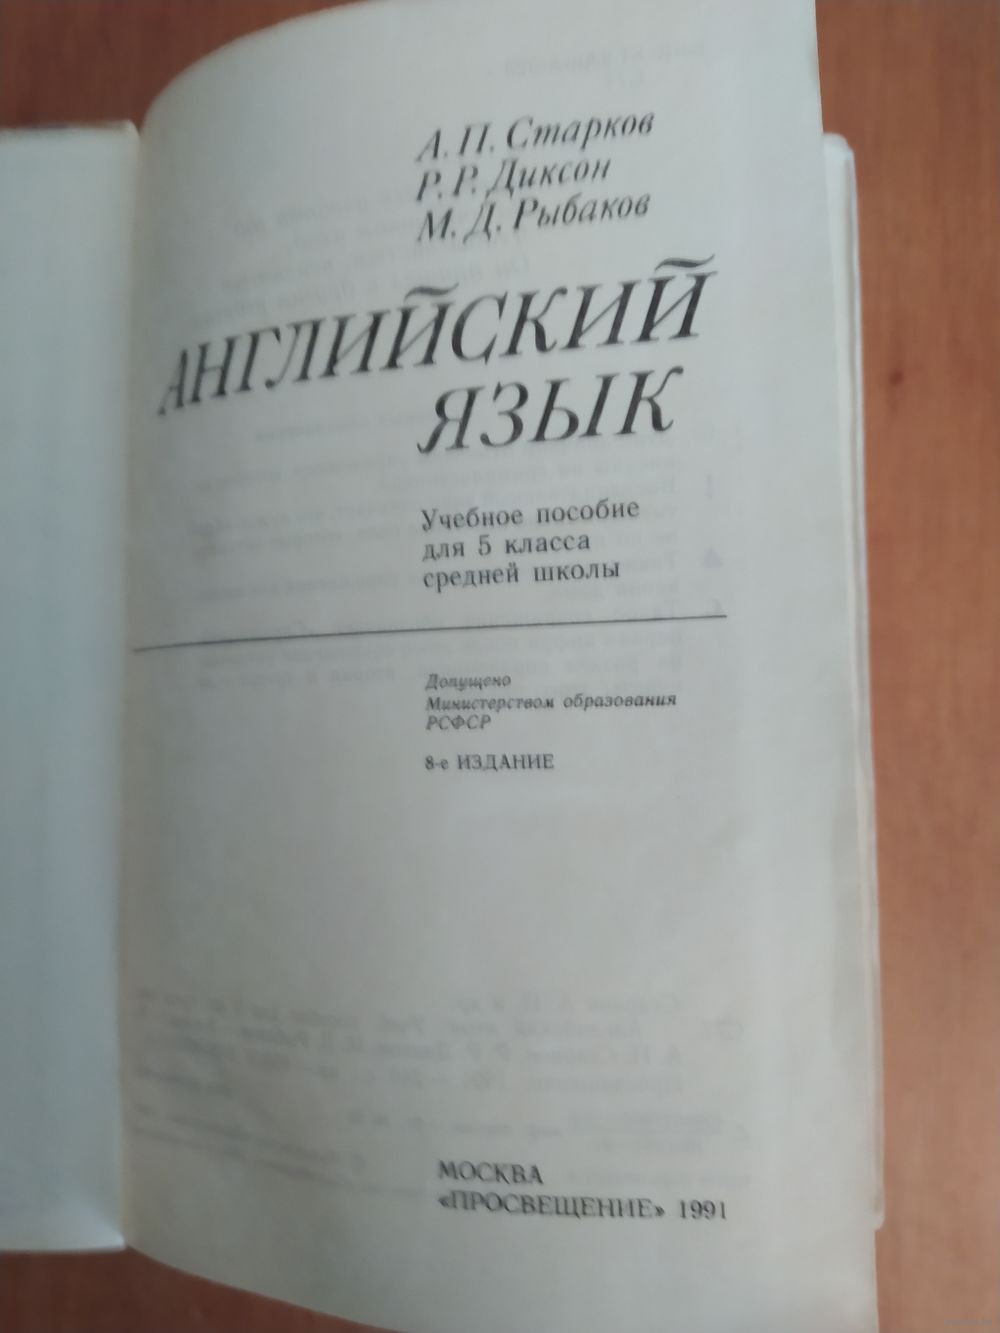 А. П. Старков
Р. Р. Диксон
М. Д. Рыбаков
АНГЛИЙСКИЙ
ЯЗЫК
Учебное пособие
для 5 класса
средней школы
Допущено
Министерством образования
РСФСР
8-е ИЗДАНИЕ
МОСКВА
«ПРОСВЕЩЕНИЕ» 1991